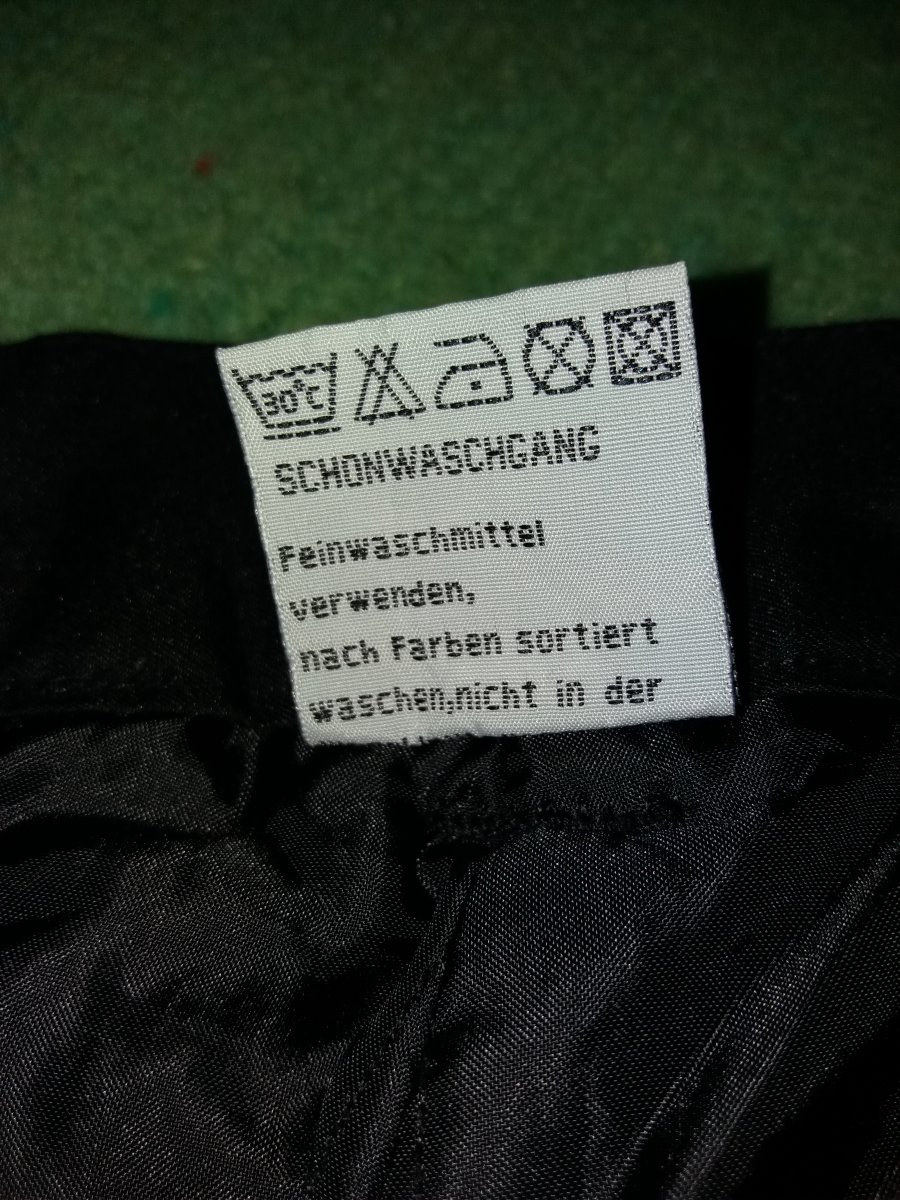 30°C
SCHONWASCHGANG
Feinwaschmittel
verwenden,
nach Farben sortiert
waschen,nicht in der